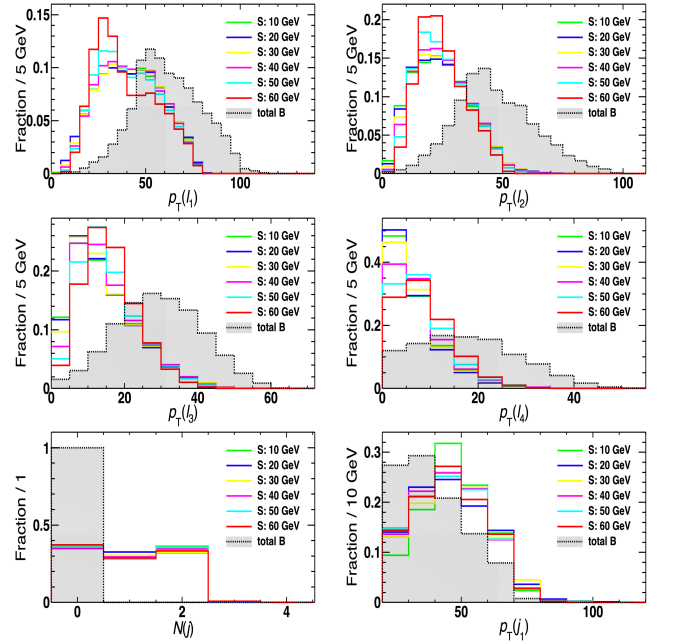 Fraction / 5 GeV
0.15
0.1
0.05
0
50
100
p_T(l_1)
S: 10 GeV
S: 20 GeV
S: 30 GeV
S: 40 GeV
S: 50 GeV
S: 60 GeV
total B
Fraction / 5 GeV
0.2
0.15
0.1
0.05
0
50
100
p_T(l_2)
S: 10 GeV
S: 20 GeV
S: 30 GeV
S: 40 GeV
S: 50 GeV
S: 60 GeV
total B
Fraction / 5 GeV
0.2
0.1
0
0
20
40
60
p_T(l_3)
S: 10 GeV
S: 20 GeV
S: 30 GeV
S: 40 GeV
S: 50 GeV
S: 60 GeV
total B
Fraction / 5 GeV
0.4
0.2
0
0
20
40
p_T(l_4)
S: 10 GeV
S: 20 GeV
S: 30 GeV
S: 40 GeV
S: 50 GeV
S: 60 GeV
total B
Fraction / 1
1
0.5
0
0
2
4
N(j)
S: 10 GeV
S: 20 GeV
S: 30 GeV
S: 40 GeV
S: 50 GeV
S: 60 GeV
total B
Fraction / 10 GeV
0.3
0.2
0.1
0
50
100
p_T(j_1)
S: 10 GeV
S: 20 GeV
S: 30 GeV
S: 40 GeV
S: 50 GeV
S: 60 GeV
total B